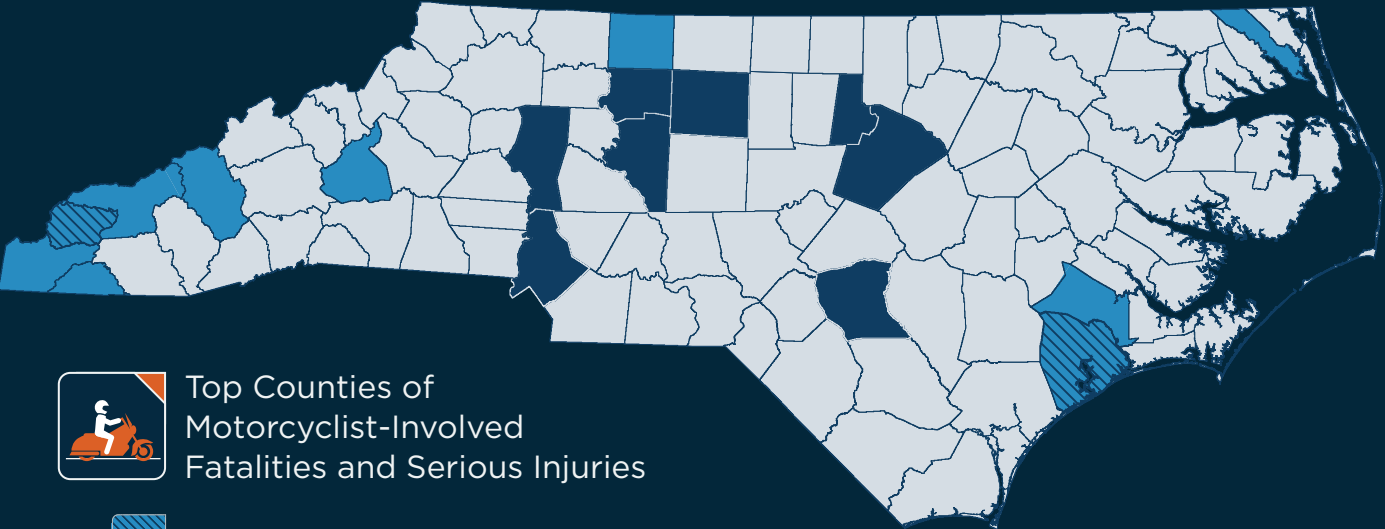 Top Counties of
Motorcyclist-Involved
Fatalities and Serious Injuries